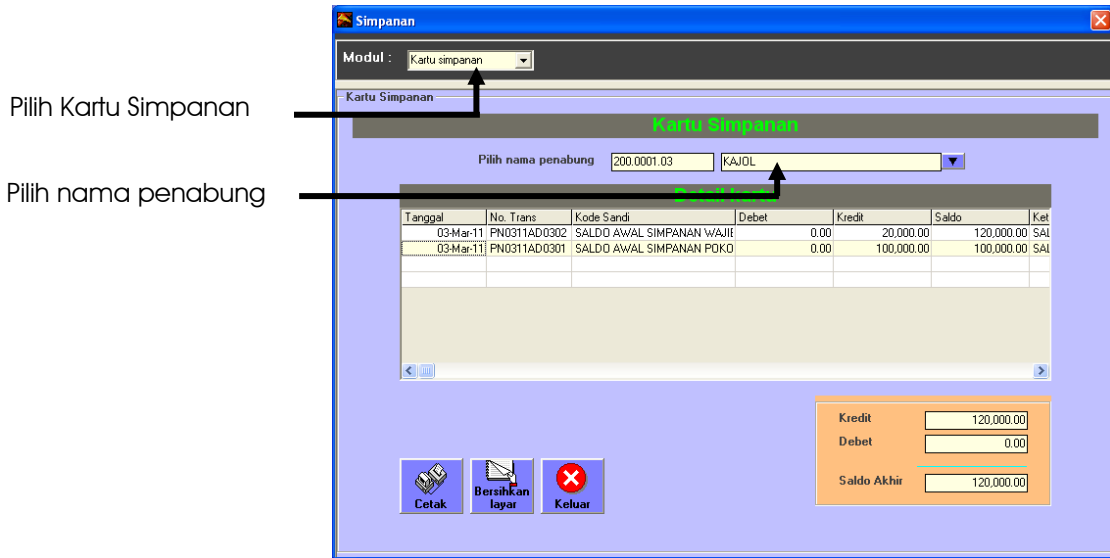 Simpanan
Modul : Kartu simpanan
Pilih Kartu Simpanan
Kartu Simpanan
Kartu Simpanan
Pilih nama penabung 200.0001.03 KAJOL
Pilih nama penabung
Detail kartu
Tanggal No. Trans Kode Sandi Debet Kredit Saldo Ket
03-Mar-11 PN0311AD0302 SALDO AWAL SIMPANAN WAJIE 0.00 20,000.00 120,000.00 SAL
03-Mar-11 PN0311AD0301 SALDO AWAL SIMPANAN POKO 0.00 100,000.00 100,000.00 SAL
Kredit 120,000.00
Debet 0.00
Saldo Akhir 120,000.00
Cetak
Bersihkan
layar
Keluar